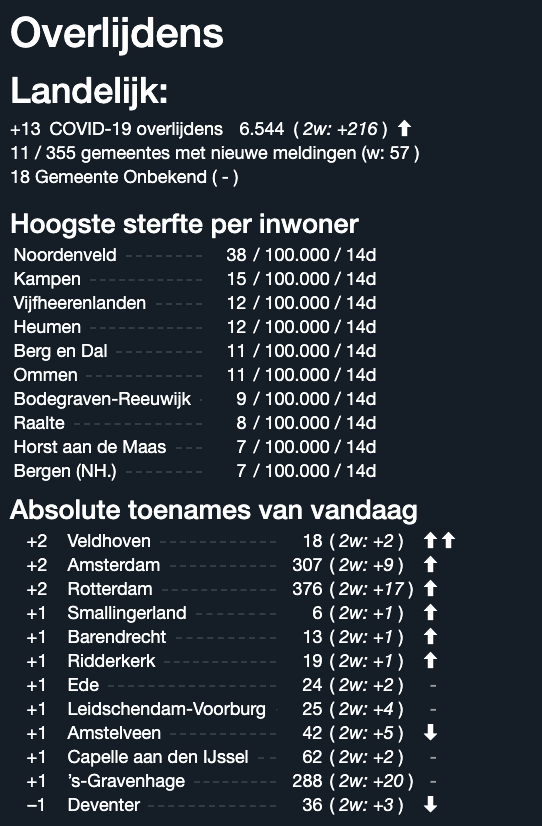 Overlijdens
Landelijk:
+13 COVID-19 overlijdens 6.544 (2w: +216) ⬆
11 / 355 gemeentes met nieuwe meldingen (w: 57 )
18 Gemeente Onbekend ( - )
Hoogste sterfte per inwoner
Noordenveld 38 / 100.000 / 14d
Kampen 15 / 100.000 / 14d
Vijfheerenlanden 12 / 100.000 / 14d
Heumen 12 / 100.000 / 14d
Berg en Dal 11 / 100.000 / 14d
Ommen 11 / 100.000 / 14d
Bodegraven-Reeuwijk 9 / 100.000 / 14d
Raalte 8 / 100.000 / 14d
Horst aan de Maas 7 / 100.000 / 14d
Bergen (NH.) 7 / 100.000 / 14d
Absolute toenames van vandaag
+2 Veldhoven 18 (2w: +2) ⬆⬆
+2 Amsterdam 307 (2w: +9) ⬆
+2 Rotterdam 376 (2w: +17) ⬆
+1 Smallingerland 6 (2w: +1) ⬆
+1 Barendrecht 13 (2w: +1) ⬆
+1 Ridderkerk 19 (2w: +1) ⬆
+1 Ede 24 (2w: +2) -
+1 Leidschendam-Voorburg 25 (2w: +4) -
+1 Amstelveen 42 (2w: +5) ⬇
+1 Capelle aan den IJssel 62 (2w: +2) -
+1 's-Gravenhage 288 (2w: +20) -
−1 Deventer 36 (2w: +3) ⬇